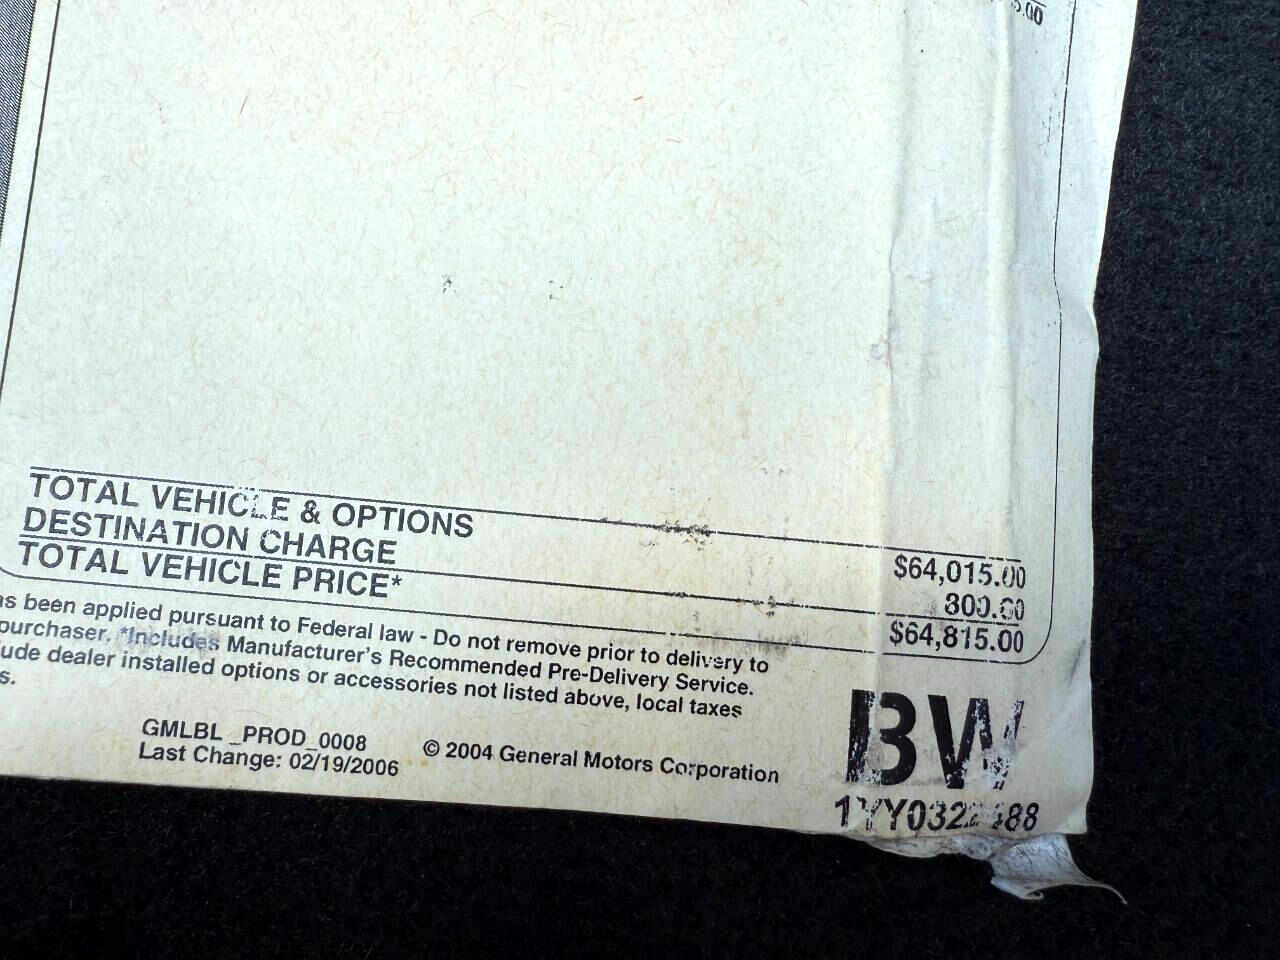 TOTAL VEHICLE & OPTIONS $64,015.00
DESTINATION CHARGE 800.00
TOTAL VEHICLE PRICE* $64,815.00
as been applied pursuant to Federal law - Do not remove prior to delivery to
purchaser. *Includes Manufacturer's Recommended Pre-Delivery Service.
ude dealer installed options or accessories not listed above, local taxes
s.
GMLBL_PROD_0008
Last Change: 02/19/2006
© 2004 General Motors Corporation
BW